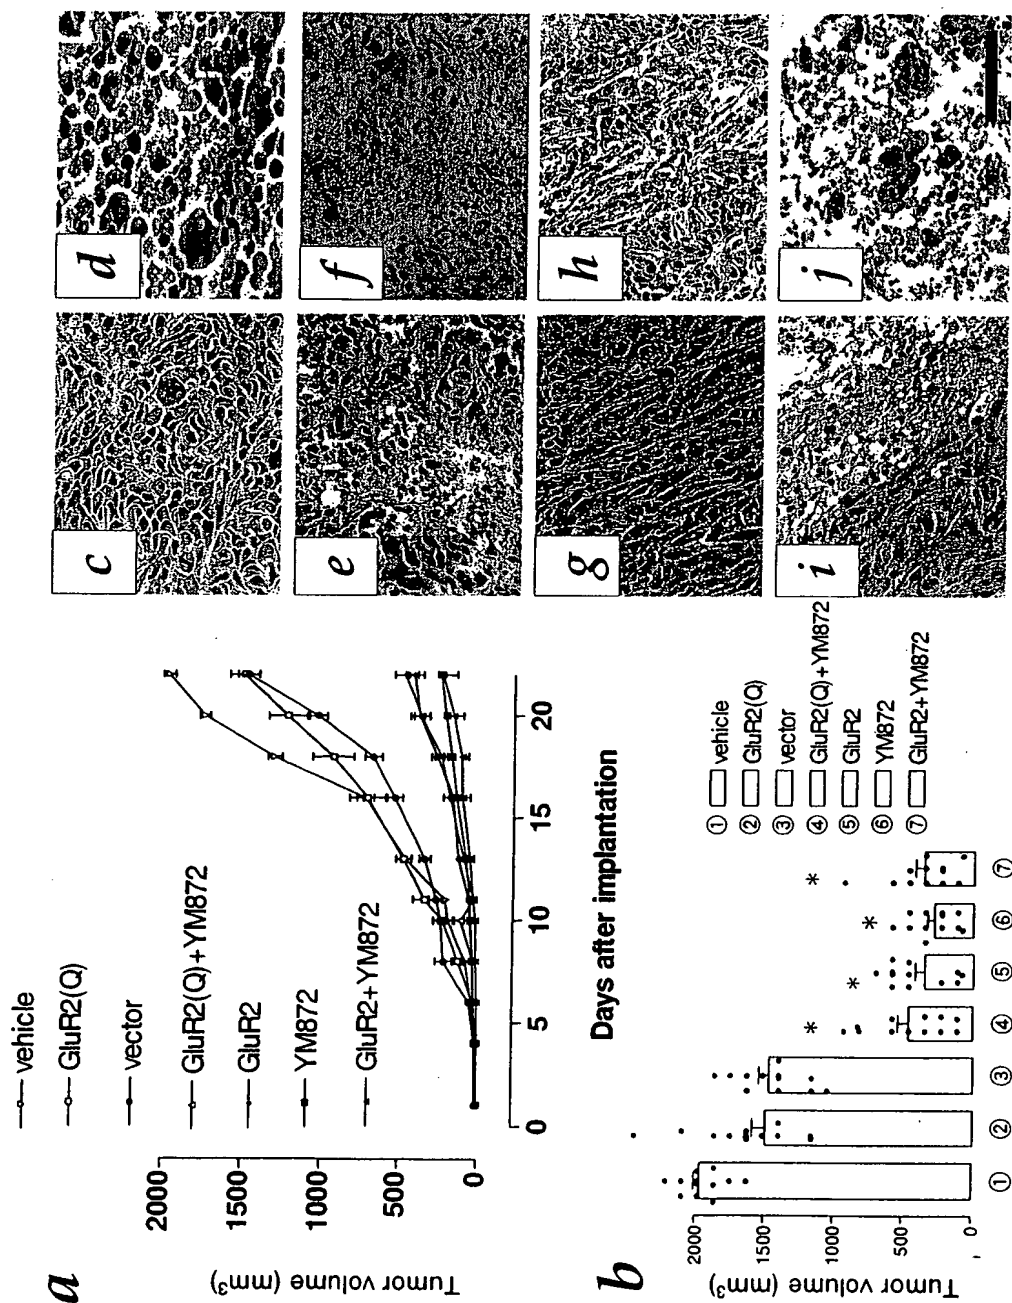 a
vehicle
GluR2(Q)
vector
GluR2(Q)+YM872
GluR2
YM872
GluR2+YM872
Tumor volume (mm³)
2000
1500
1000
500
0
0
5
10
15
20
Days after implantation
b
Tumor volume (mm³)
2000
1500
1000
500
0
*
*
*
*
①
②
③
④
⑤
⑥
⑦
① vehicle
② GluR2(Q)
③ vector
④ GluR2(Q)+YM872
⑤ GluR2
⑥ YM872
⑦ GluR2+YM872
c
d
e
f
g
h
i
j